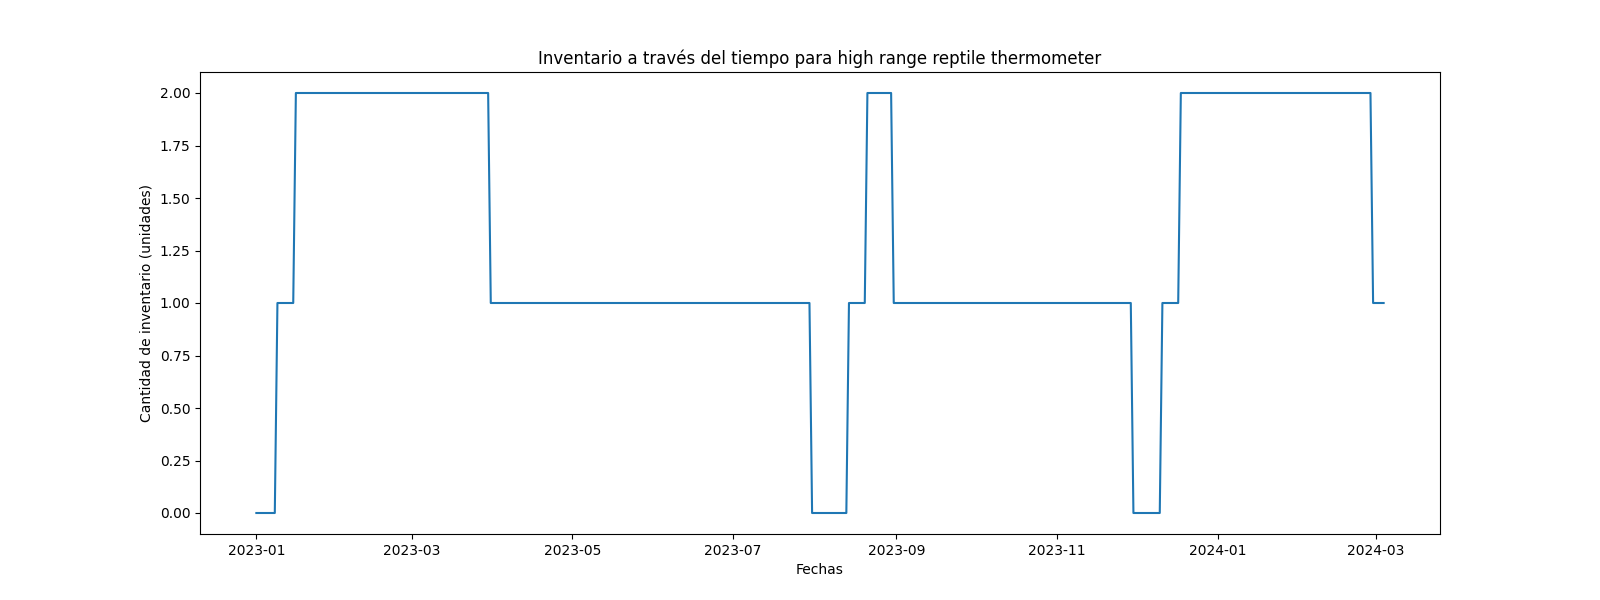 Inventario a través del tiempo para high range reptile thermometer
Cantidad de inventario (unidades)
2.00
1.75
1.50
1.25
1.00
0.75
0.50
0.25
0.00
2023-01 2023-03 2023-05 2023-07 2023-09 2023-11 2024-01 2024-03
Fechas